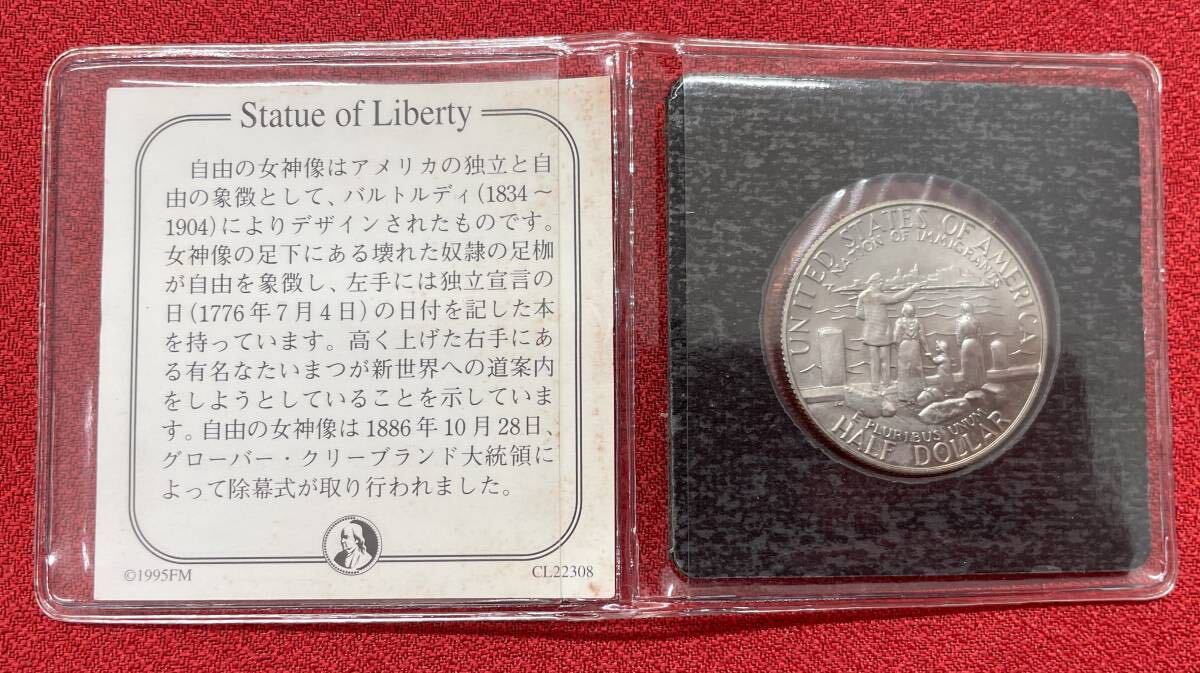 Statue of Liberty
自由の女神像はアメリカの独立と自
由の象徴として、バルトルディ(1834〜
1904)によりデザインされたものです。
女神像の足下にある壊れた奴隷の足枷
が自由を象徴し、左手には独立宣言の
日(1776年7月4日)の日付を記した本
を持っています。高く上げた右手にあ
る有名なたいまつが新世界への道案内
をしようとしていることを示していま
す。自由の女神像は1886年10月28日、
グローバー・クリーブランド大統領に
よって除幕式が取り行われました。
©1995FM
CL22308
UNITED STATES OF AMERICA
A NATION OF IMMIGRANTS
E PLURIBUS UNUM
HALF DOLLAR